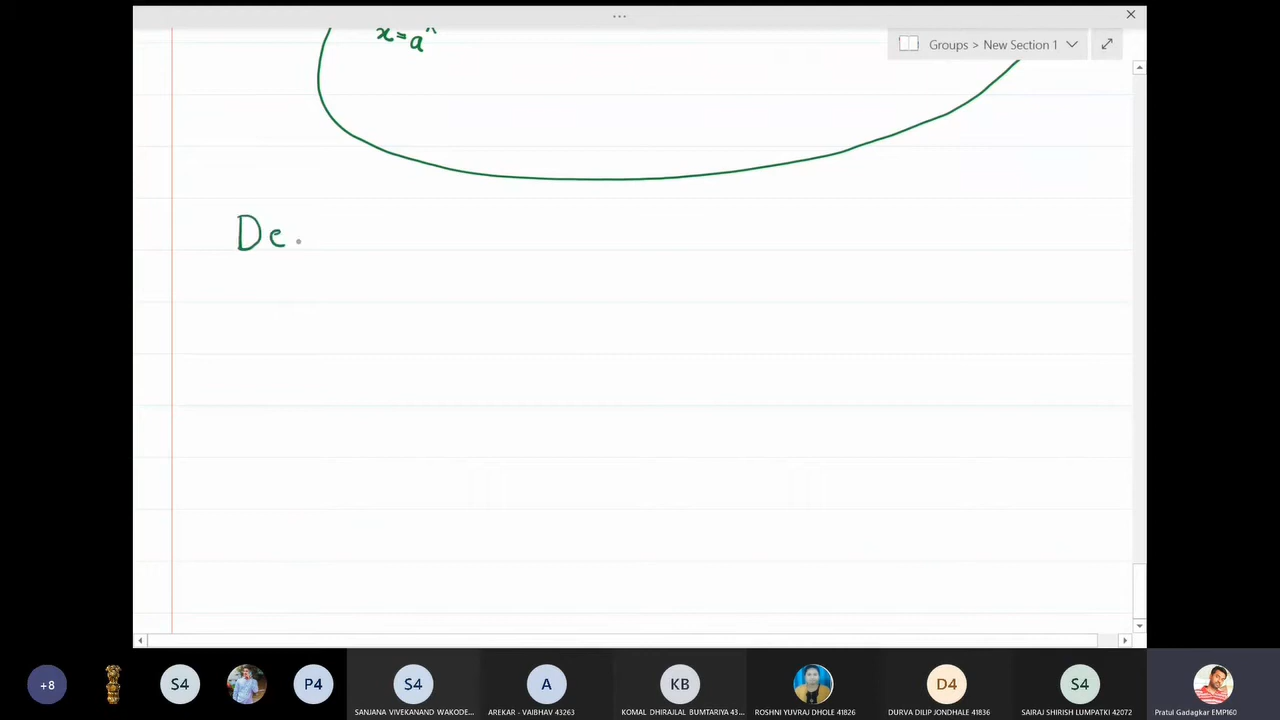 ...
x=aⁿ
Groups > New Section 1
De
+8
S4
P4
S4
A
KB
D4
S4
SANJANA VIVEKANAND WAKODE...
AREKAR - VAIBHAV 43263
KOMAL DHIRAJLAL BUMTARIYA 43...
ROSHNI YUVRAJ DHOLE 41826
DURVA DILIP JONDHALE 41836
SAIRAJ SHIRISH LUMPATKI 42072
Pratul Gadagkar EMP160